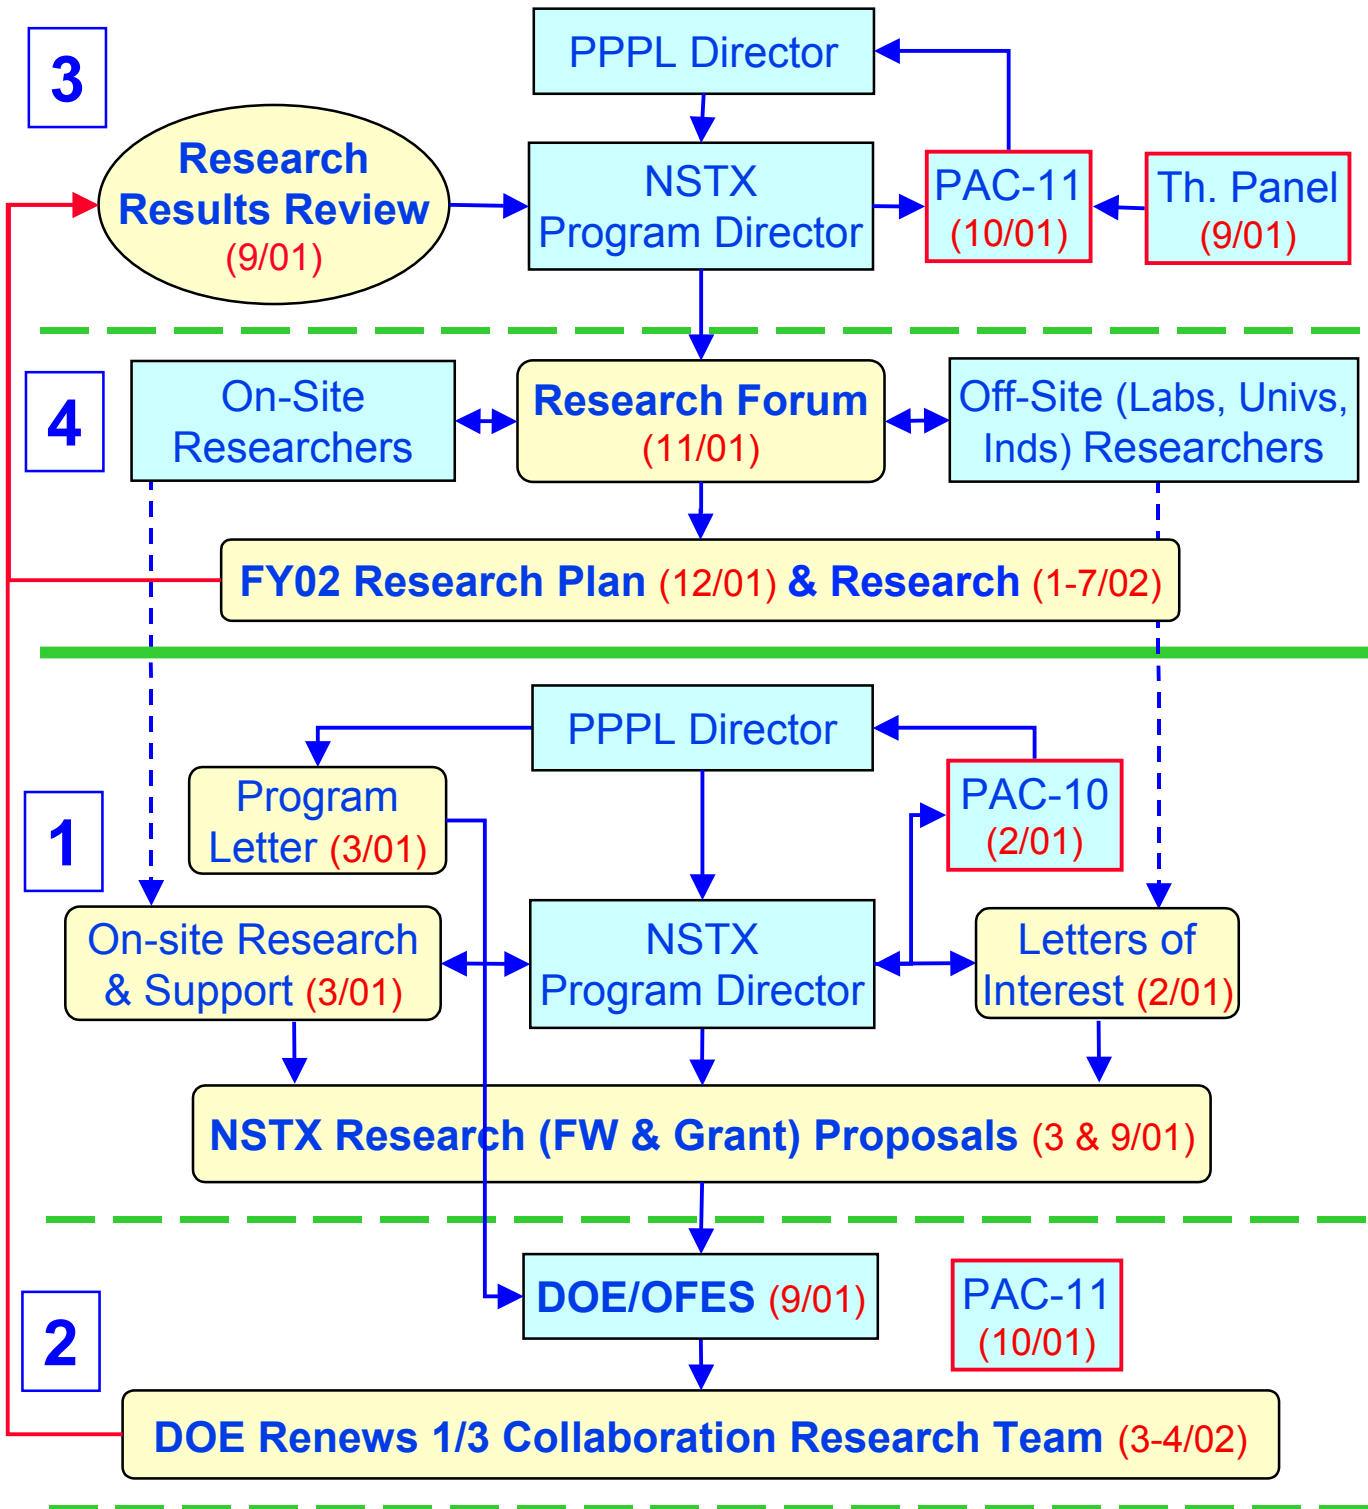 3
PPPL Director
Research
Results Review
(9/01)
NSTX
Program Director
PAC-11
(10/01)
Th. Panel
(9/01)
4
On-Site
Researchers
Research Forum
(11/01)
Off-Site (Labs, Univs,
Inds) Researchers
FY02 Research Plan (12/01) & Research (1-7/02)
1
PPPL Director
Program
Letter (3/01)
PAC-10
(2/01)
On-site Research
& Support (3/01)
NSTX
Program Director
Letters of
Interest (2/01)
NSTX Research (FW & Grant) Proposals (3 & 9/01)
2
DOE/OFES (9/01)
PAC-11
(10/01)
DOE Renews 1/3 Collaboration Research Team (3-4/02)